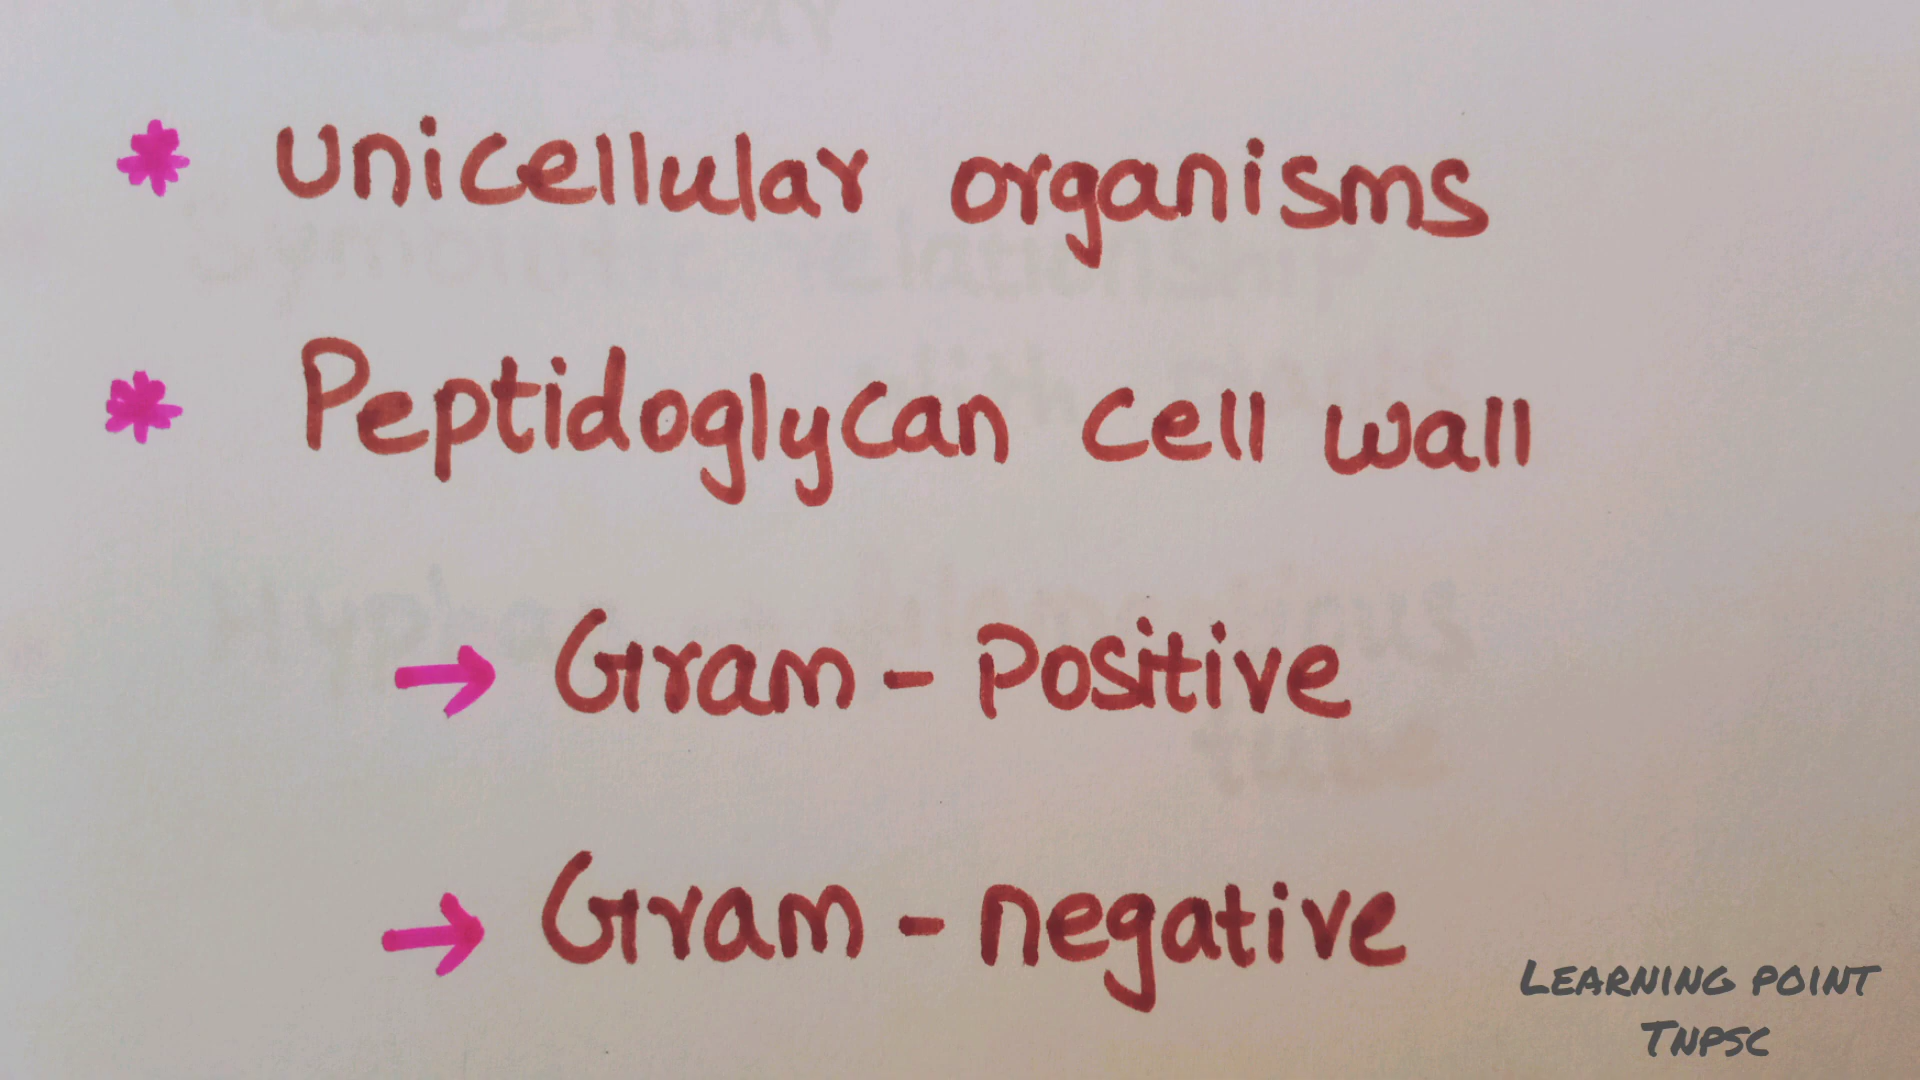 * Unicellular organisms
* Peptidoglycan cell wall
→ Gram - Positive
→ Gram - negative
LEARNING POINT
TNPSC